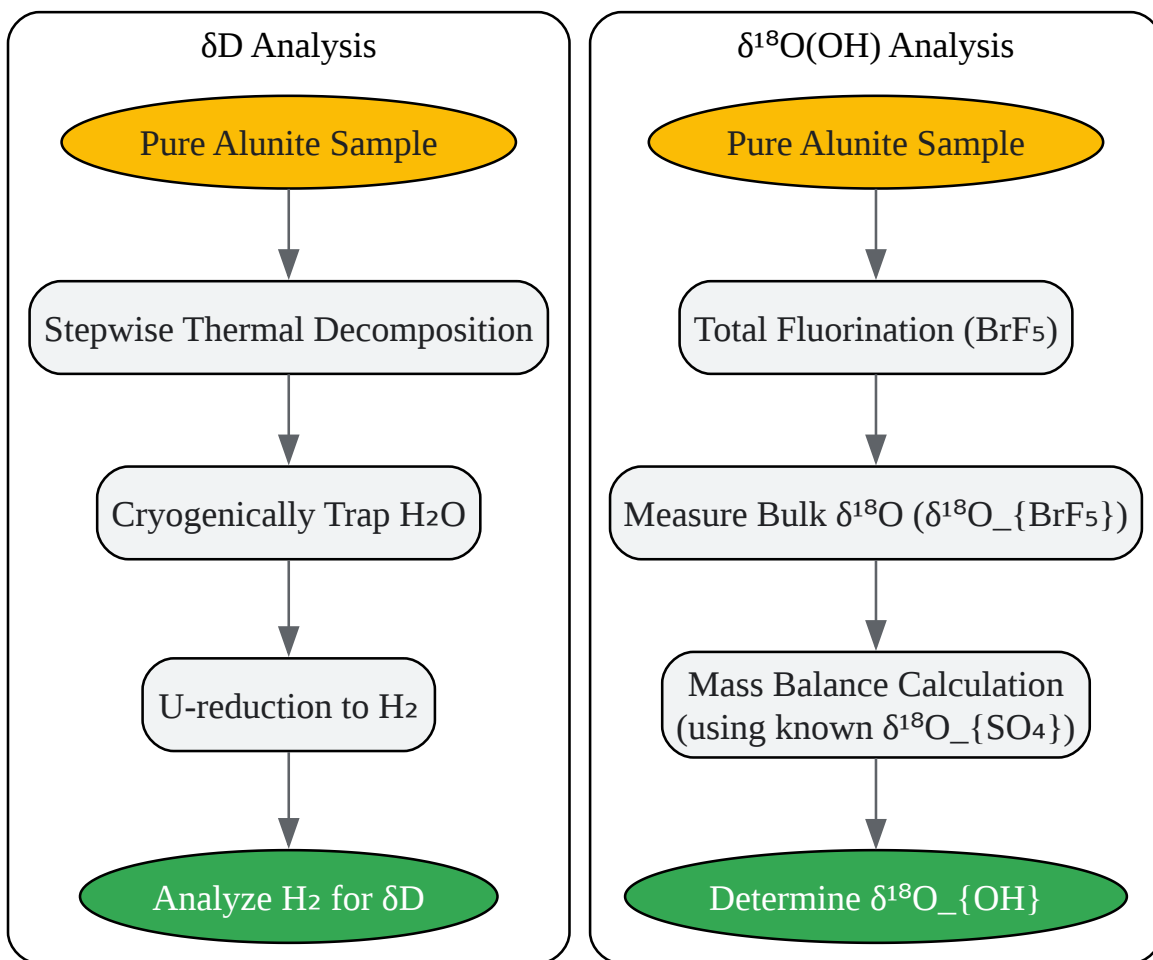 δD Analysis
Pure Alunite Sample
Stepwise Thermal Decomposition
Cryogenically Trap H₂O
U-reduction to H₂
Analyze H₂ for δD
δ¹⁸O(OH) Analysis
Pure Alunite Sample
Total Fluorination (BrF₅)
Measure Bulk δ¹⁸O (δ¹⁸O_{BrF₅})
Mass Balance Calculation
(using known δ¹⁸O_{SO₄})
Determine δ¹⁸O_{OH}